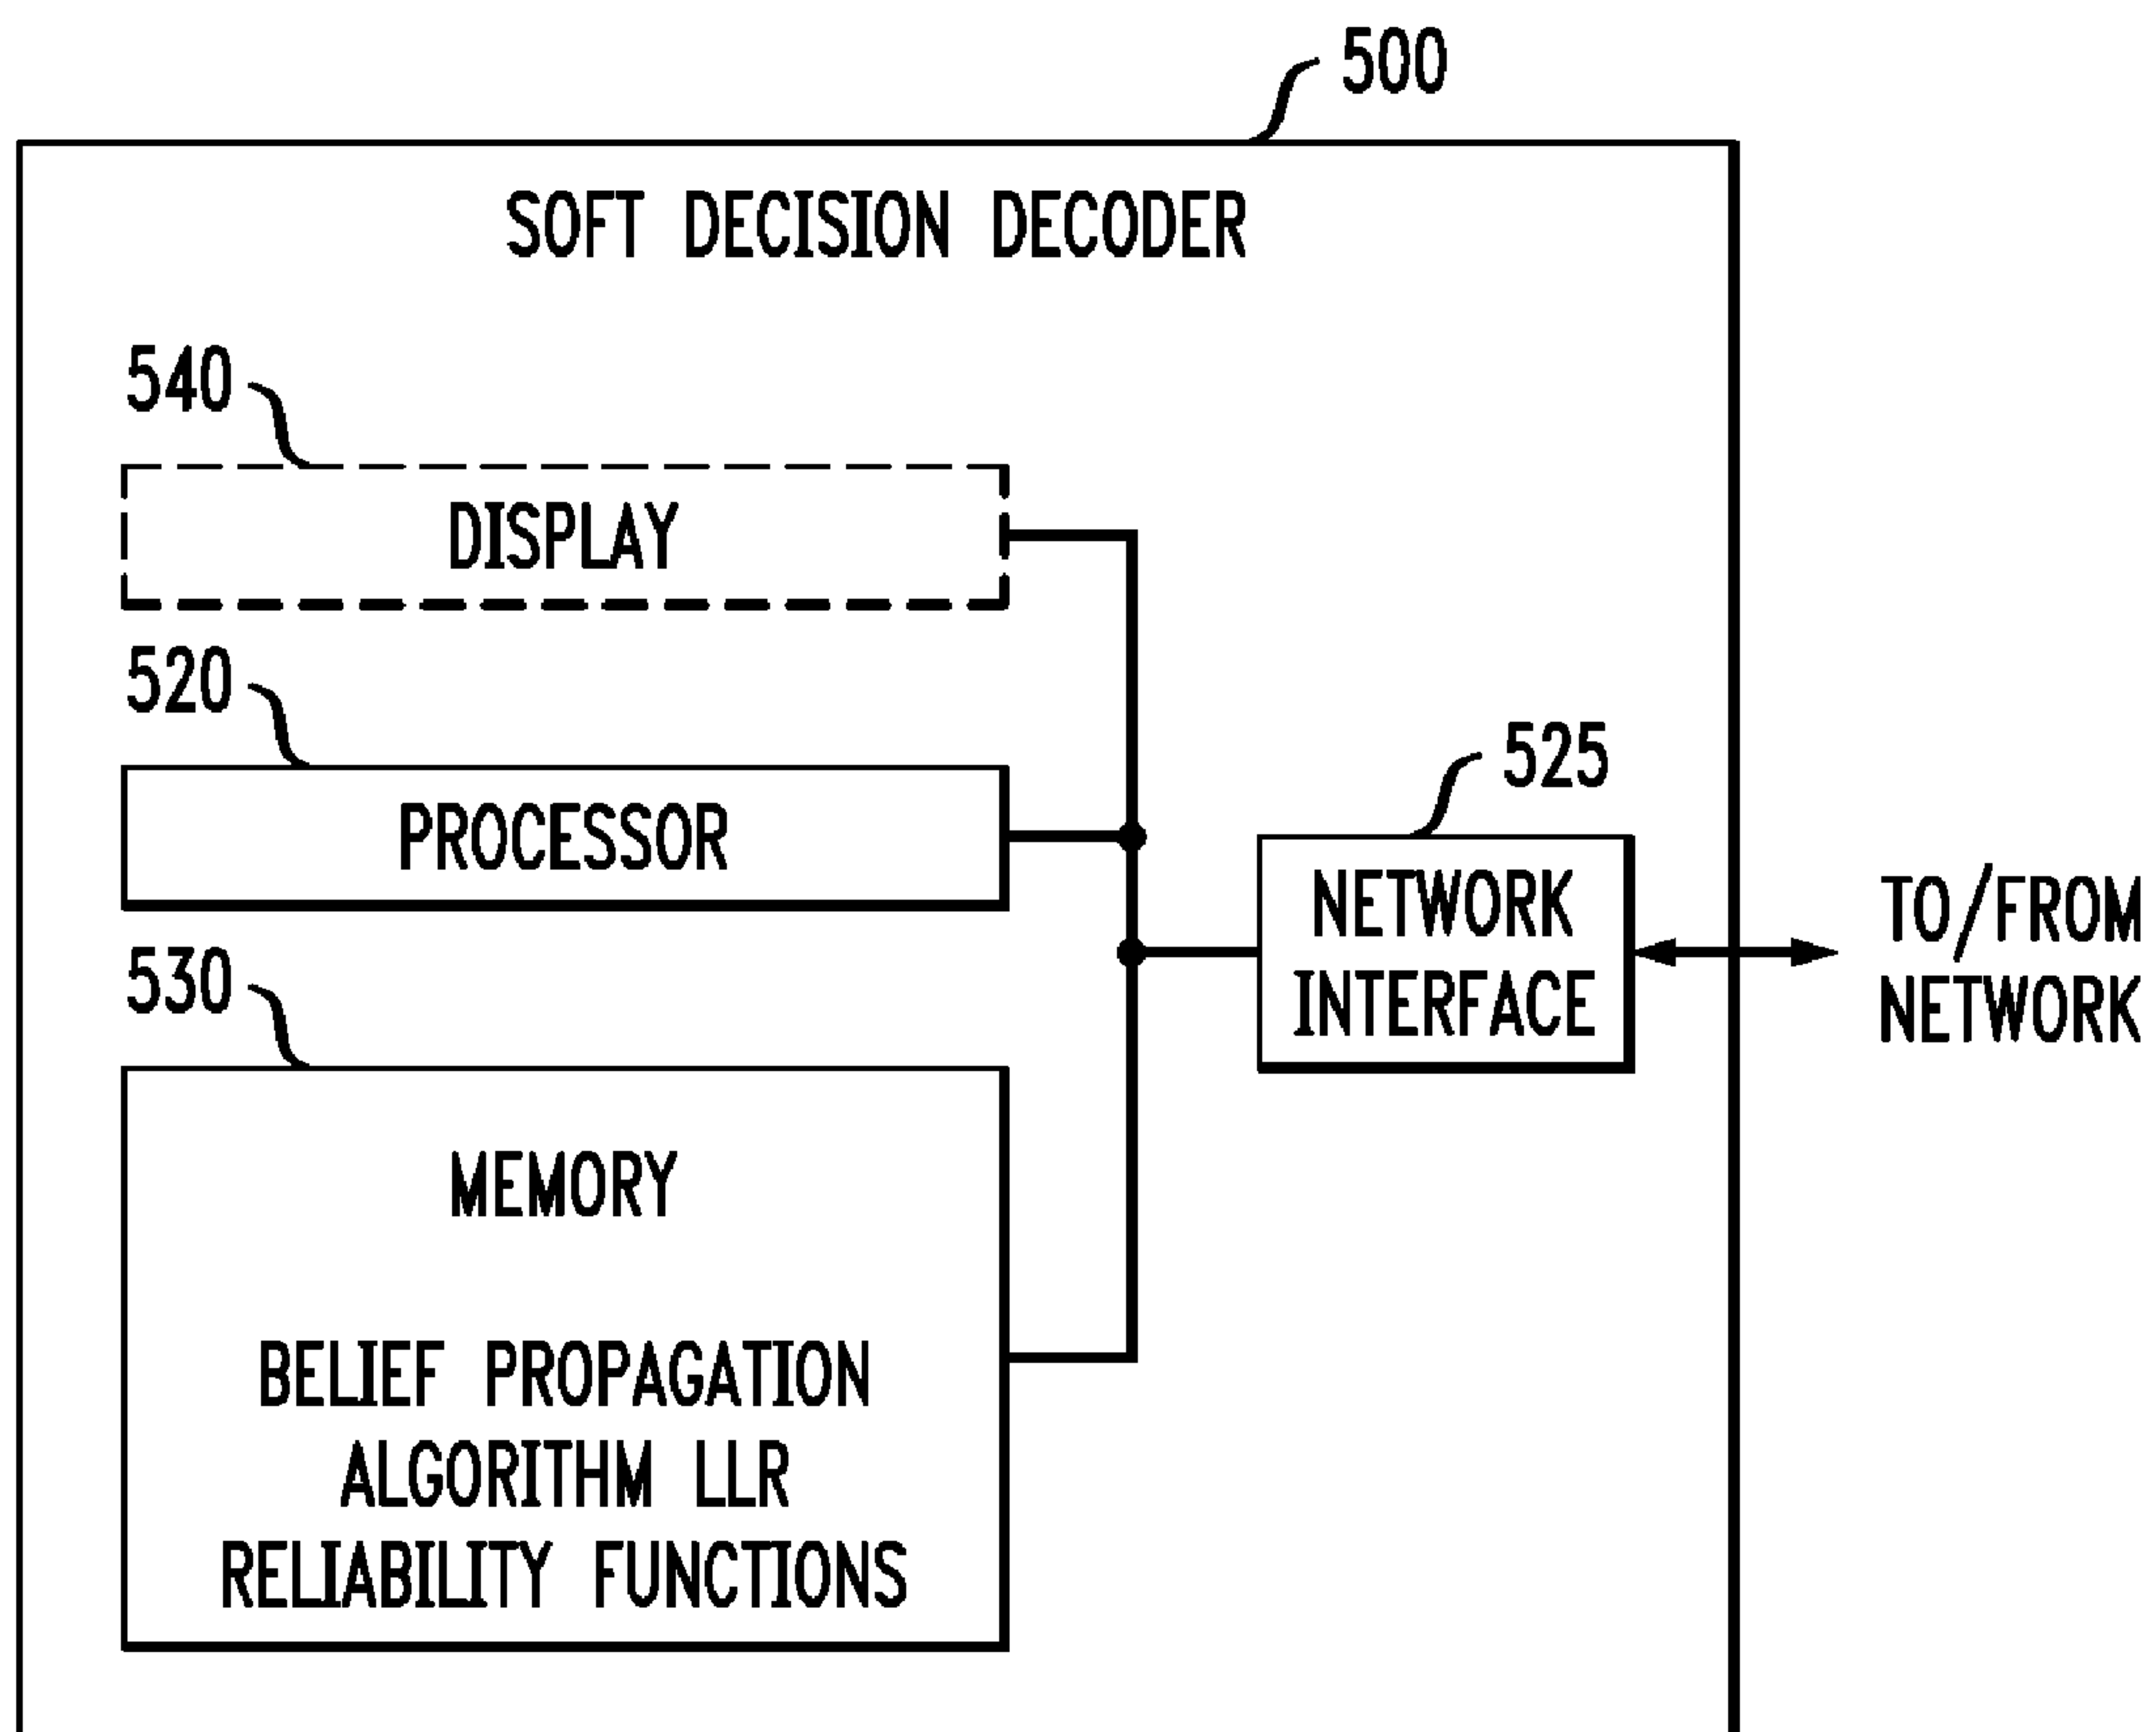 500
SOFT DECISION DECODER
540
DISPLAY
520
PROCESSOR
525
NETWORK
INTERFACE
TO/FROM
NETWORK
530
MEMORY
BELIEF PROPAGATION
ALGORITHM LLR
RELIABILITY FUNCTIONS